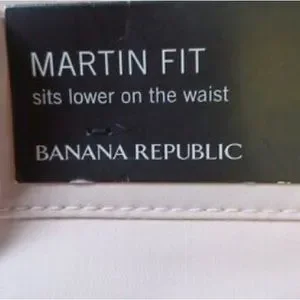 MARTIN FIT
sits lower on the waist
BANANA REPUBLIC